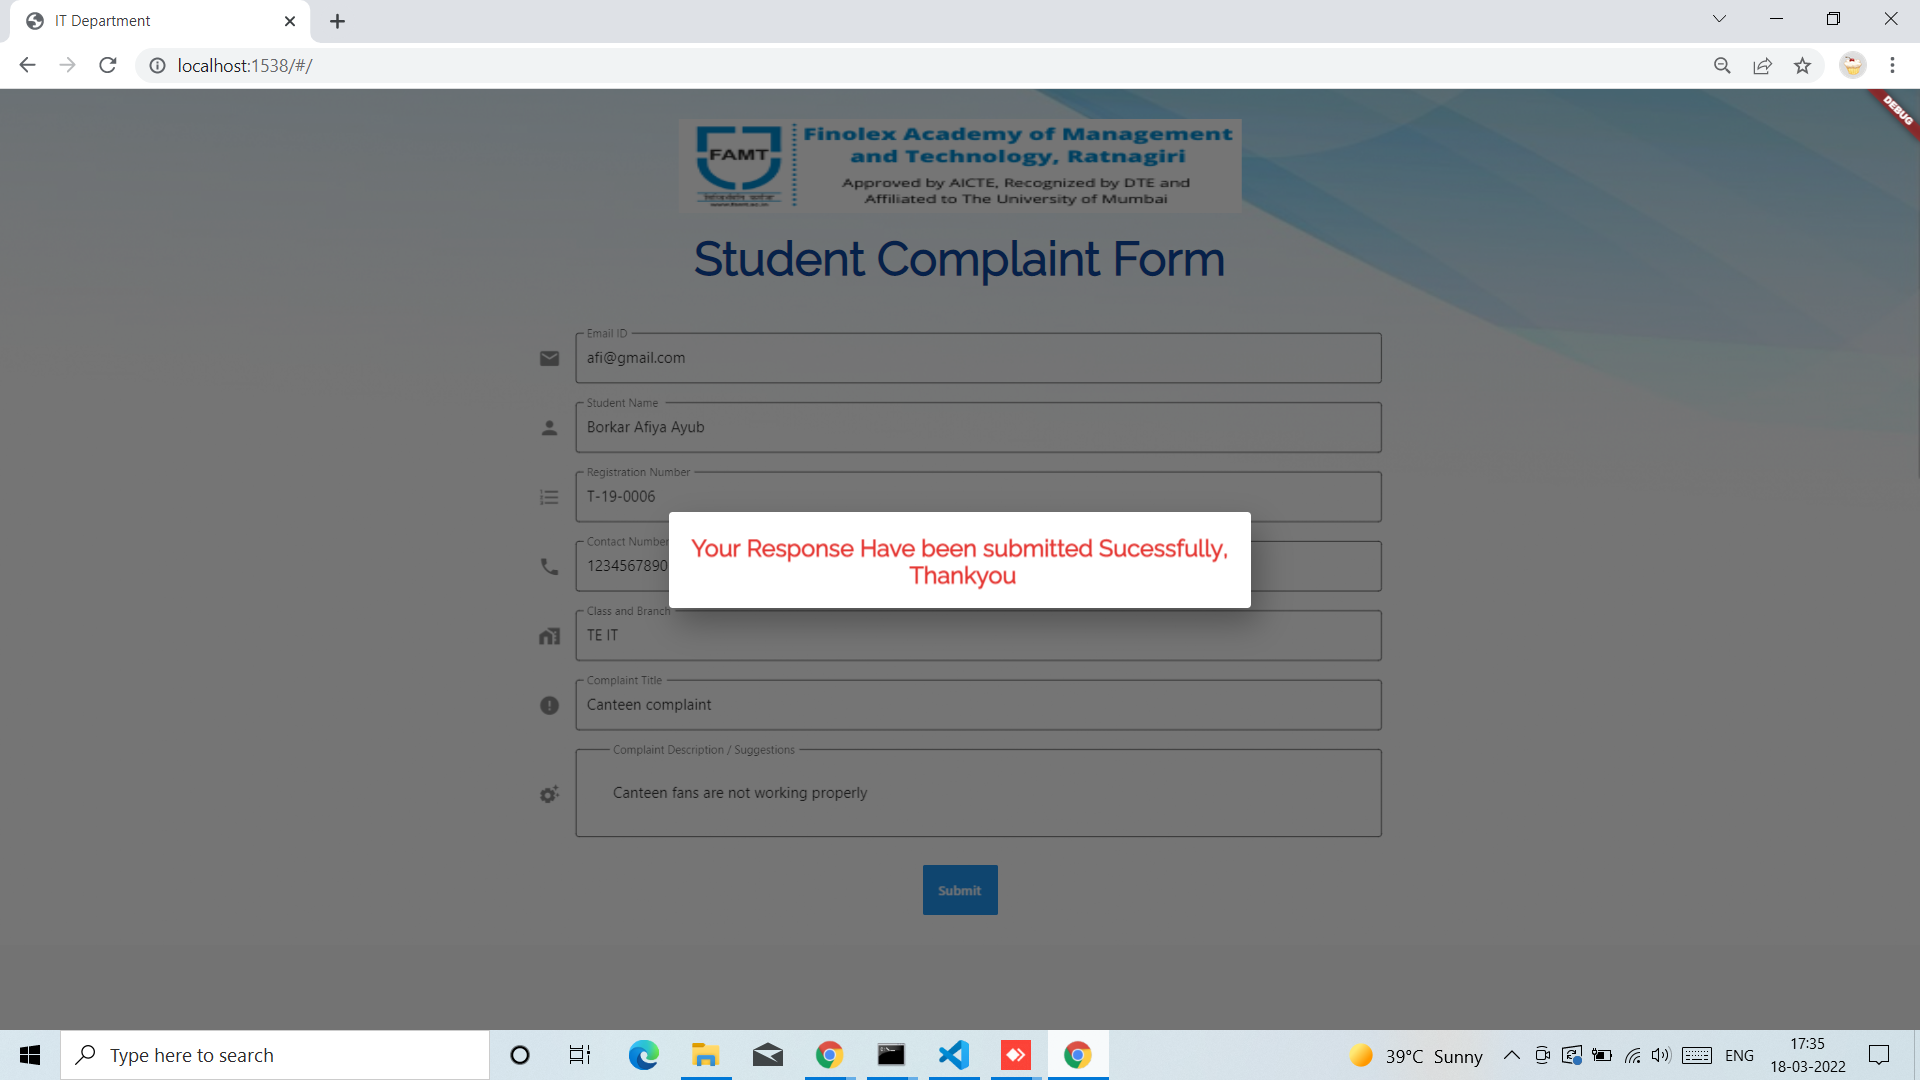 IT Department
localhost:1538/#/
DEBUG
FAMT
Finolex Academy of Management
and Technology, Ratnagiri
Approved by AICTE, Recognized by DTE and
Affiliated to The University of Mumbai
Student Complaint Form
Email ID
afi@gmail.com
Student Name
Borkar Afiya Ayub
Registration Number
T-19-0006
Your Response Have been submitted Sucessfully,
Thankyou
Contact Number
1234567890
Class and Branch
TE IT
Complaint Title
Canteen complaint
Complaint Description / Suggestions
Canteen fans are not working properly
Submit
Type here to search
39°C Sunny
ENG
17:35
18-03-2022